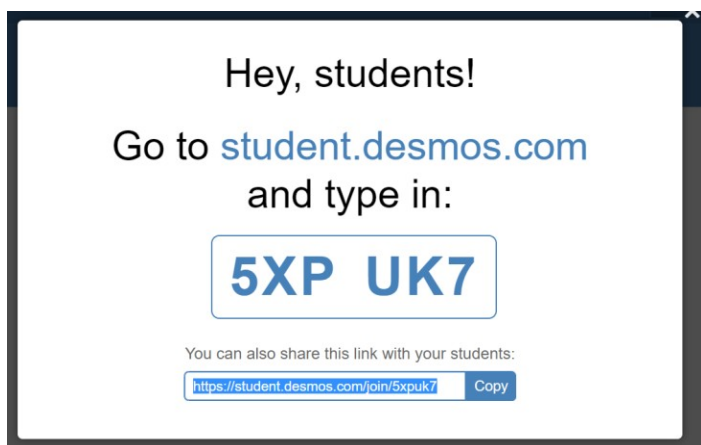 Hey, students!
Go to student.desmos.com
and type in:
5XP UK7
You can also share this link with your students:
https://student.desmos.com/join/5xpuk7 Copy